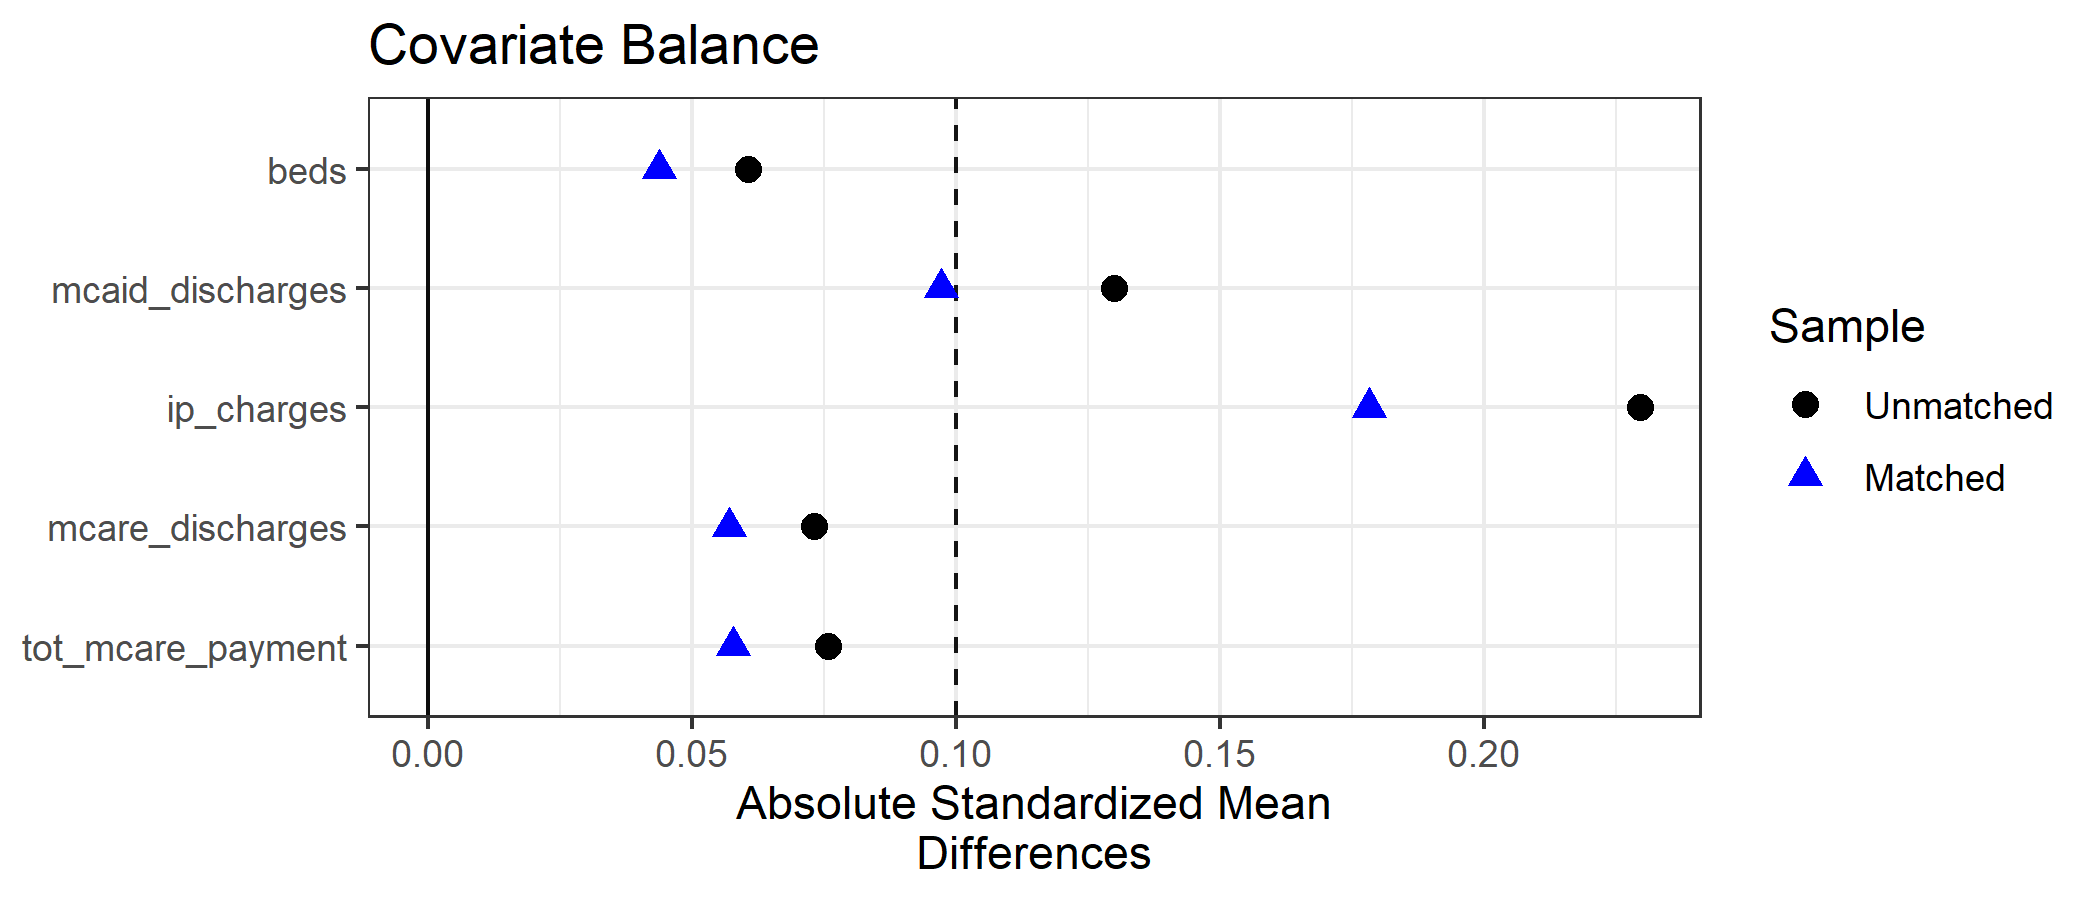 Covariate Balance
beds
mcaid_discharges
ip_charges
mcare_discharges
tot_mcare_payment
0.00 0.05 0.10 0.15 0.20
Absolute Standardized Mean
Differences
Sample
Unmatched
Matched